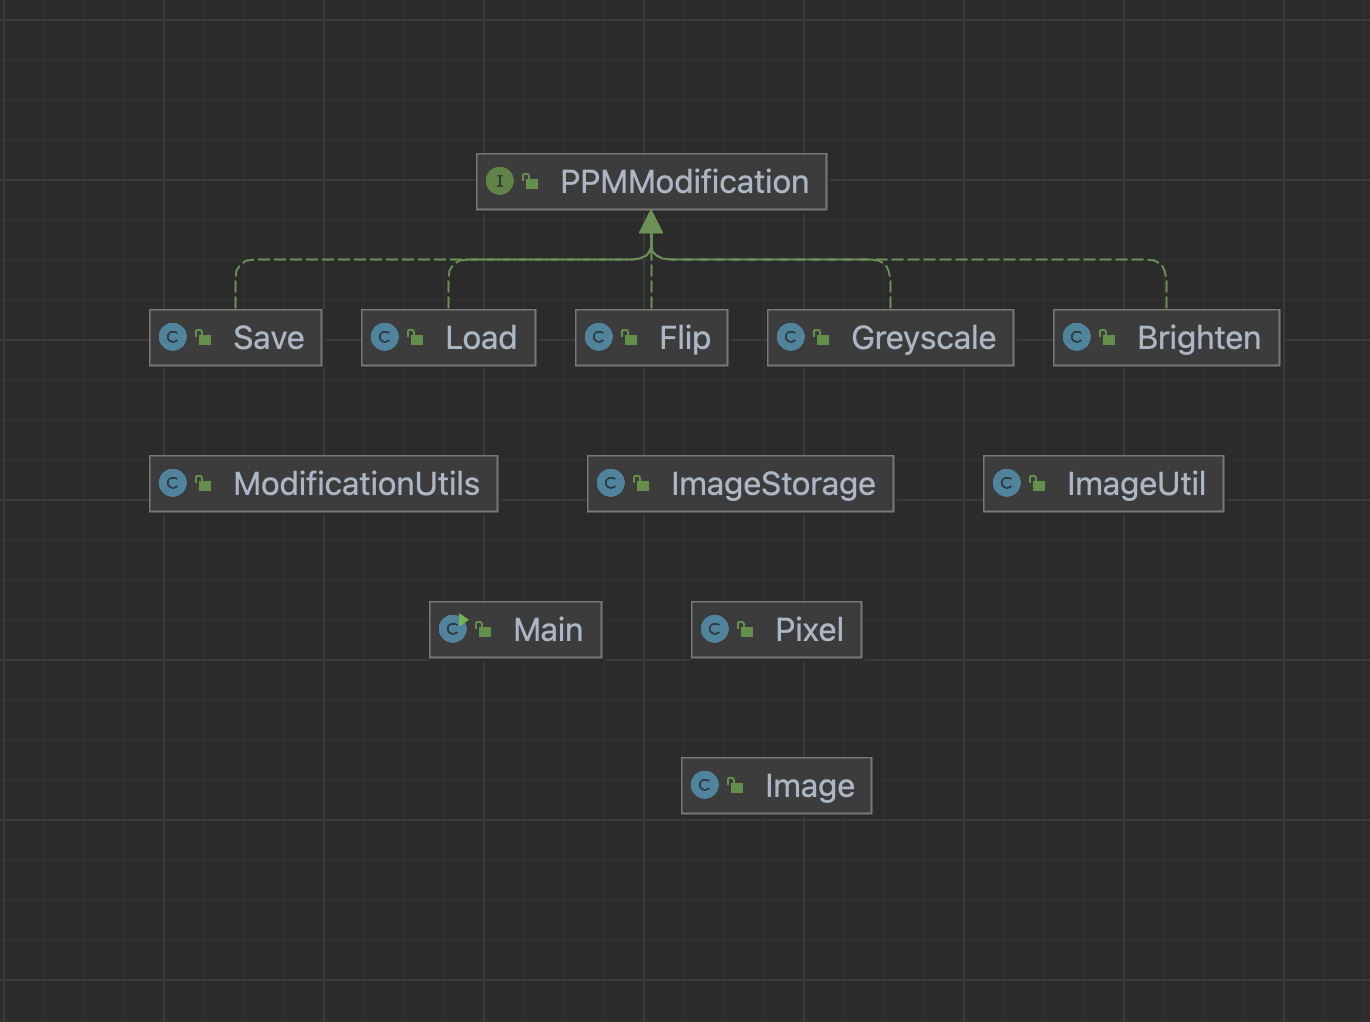 I PPMModification
C Save C Load C Flip C Greyscale C Brighten
C ModificationUtils C ImageStorage C ImageUtil
C Main C Pixel
C Image